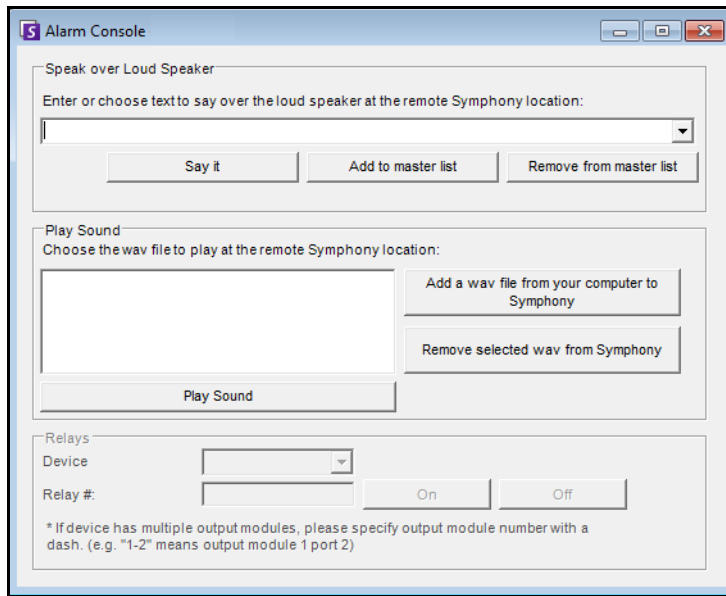 Alarm Console
Speak over Loud Speaker
Enter or choose text to say over the loud speaker at the remote Symphony location:
Say it
Add to master list
Remove from master list
Play Sound
Choose the wav file to play at the remote Symphony location:
Add a wav file from your computer to
Symphony
Remove selected wav from Symphony
Play Sound
Relays
Device
Relay #:
On
Off
* If device has multiple output modules, please specify output module number with a
dash. (e.g. "1-2" means output module 1 port 2)